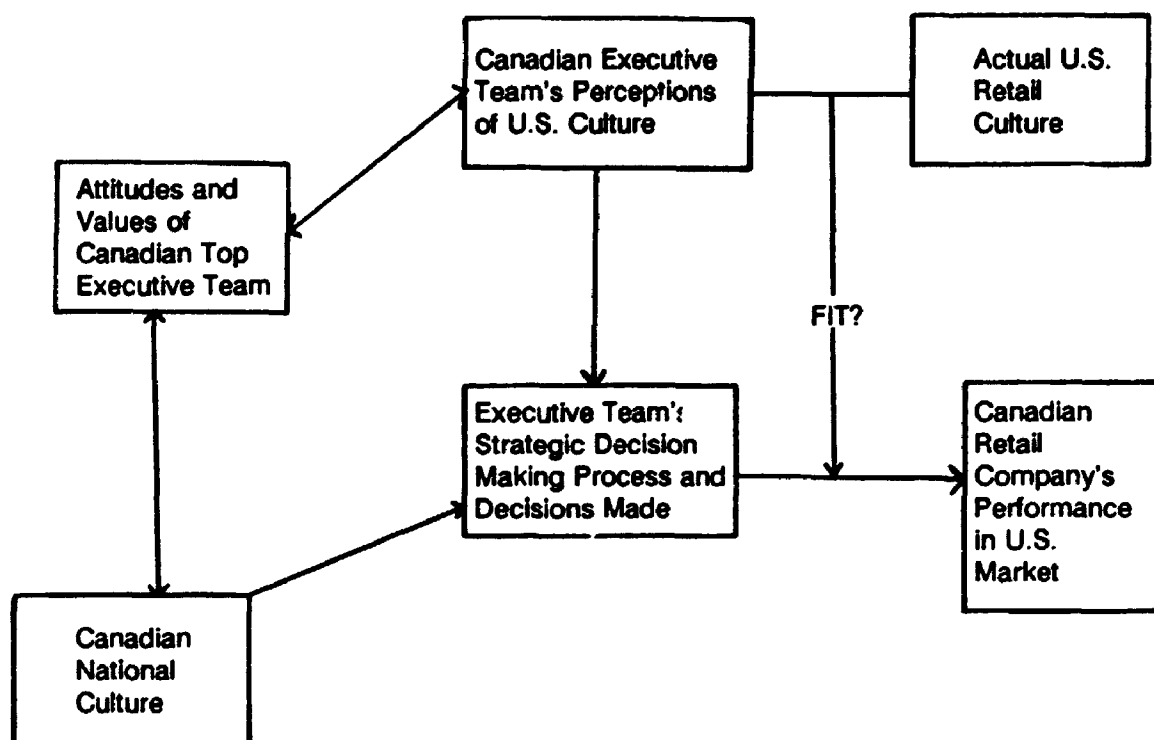 Canadian Executive
Team's Perceptions
of U.S. Culture
Actual U.S.
Retail
Culture
Attitudes and
Values of
Canadian Top
Executive Team
FIT?
Executive Team's
Strategic Decision
Making Process and
Decisions Made
Canadian
Retail
Company's
Performance
in U.S.
Market
Canadian
National
Culture